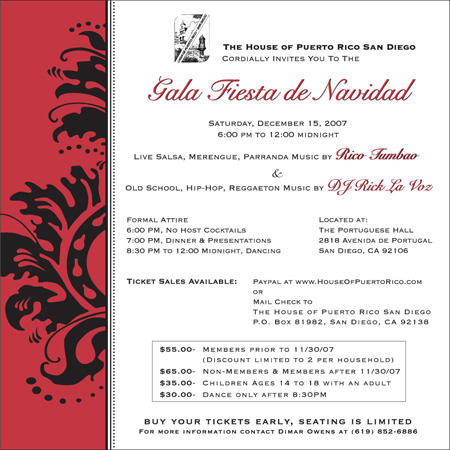 The House of Puerto Rico San Diego
Cordially Invites You To The
Gala Fiesta de Navidad
Saturday, December 15, 2007
6:00 pm to 12:00 midnight
Live Salsa, Merengue, Parranda Music by Rico Tumbao
&
Old School, Hip-Hop, Reggaeton Music by DJ Rick La Voz
Formal Attire
6:00 PM, No Host Cocktails
7:00 PM, Dinner & Presentations
8:30 PM to 12:00 Midnight, Dancing
Located at:
The Portuguese Hall
2818 Avenida de Portugal
San Diego, CA 92106
Ticket Sales Available: Paypal at www.HouseOfPuertoRico.com
or
Mail Check to
The House of Puerto Rico San Diego
P.O. Box 81982, San Diego, CA 92138
$55.00- Members prior to 11/30/07
(Discount limited to 2 per household)
$65.00- Non-Members & Members after 11/30/07
$35.00- Children Ages 14 to 18 with an adult
$30.00- Dance only after 8:30PM
Buy your tickets early, seating is limited
For more information contact Dimar Owens at (619) 852-6886